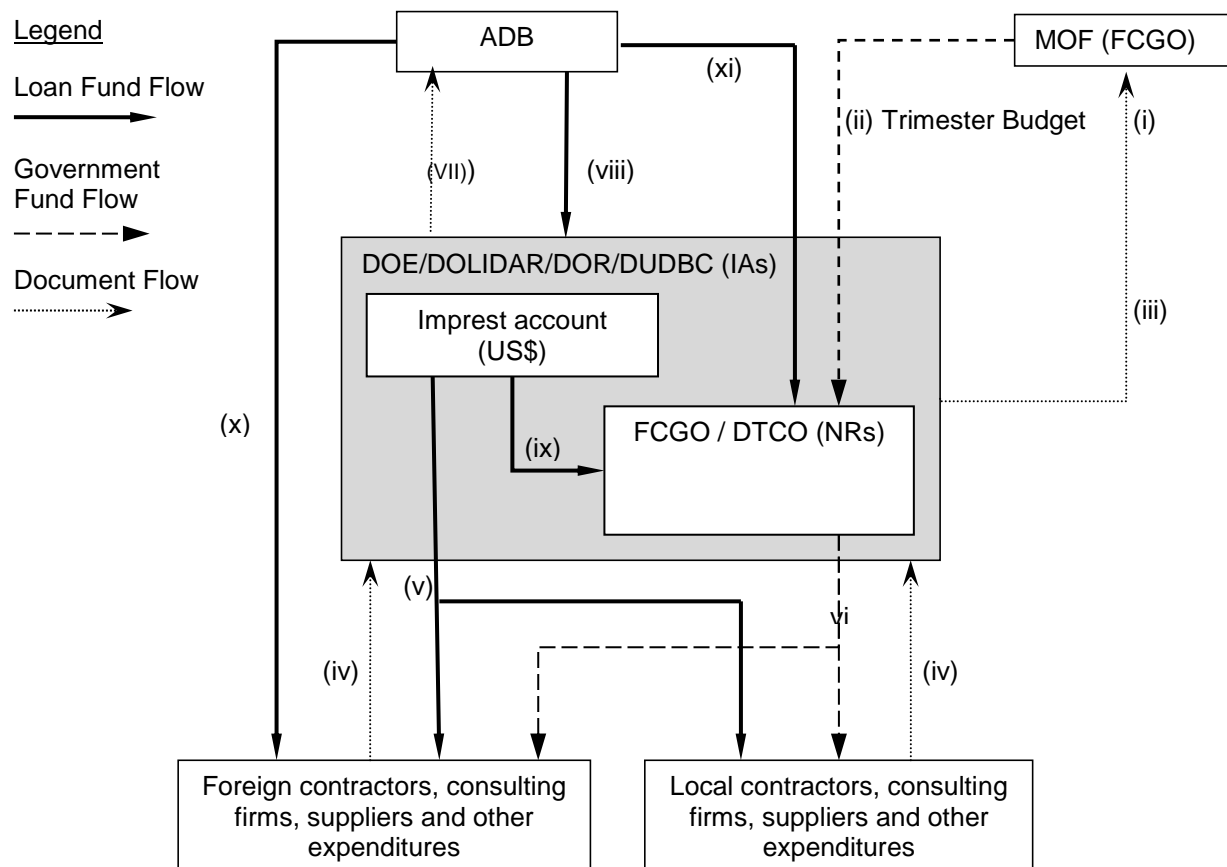 Legend
Loan Fund Flow
Government
Fund Flow
Document Flow
ADB
MOF (FCGO)
(xi)
(ii) Trimester Budget
(i)
(VII))
(viii)
DOE/DOLIDAR/DOR/DUDBC (IAs)
Imprest account
(US$)
(iii)
(x)
FCGO / DTCO (NRs)
(ix)
(v)
vi
(iv)
(iv)
Foreign contractors, consulting
firms, suppliers and other
expenditures
Local contractors, consulting
firms, suppliers and other
expenditures